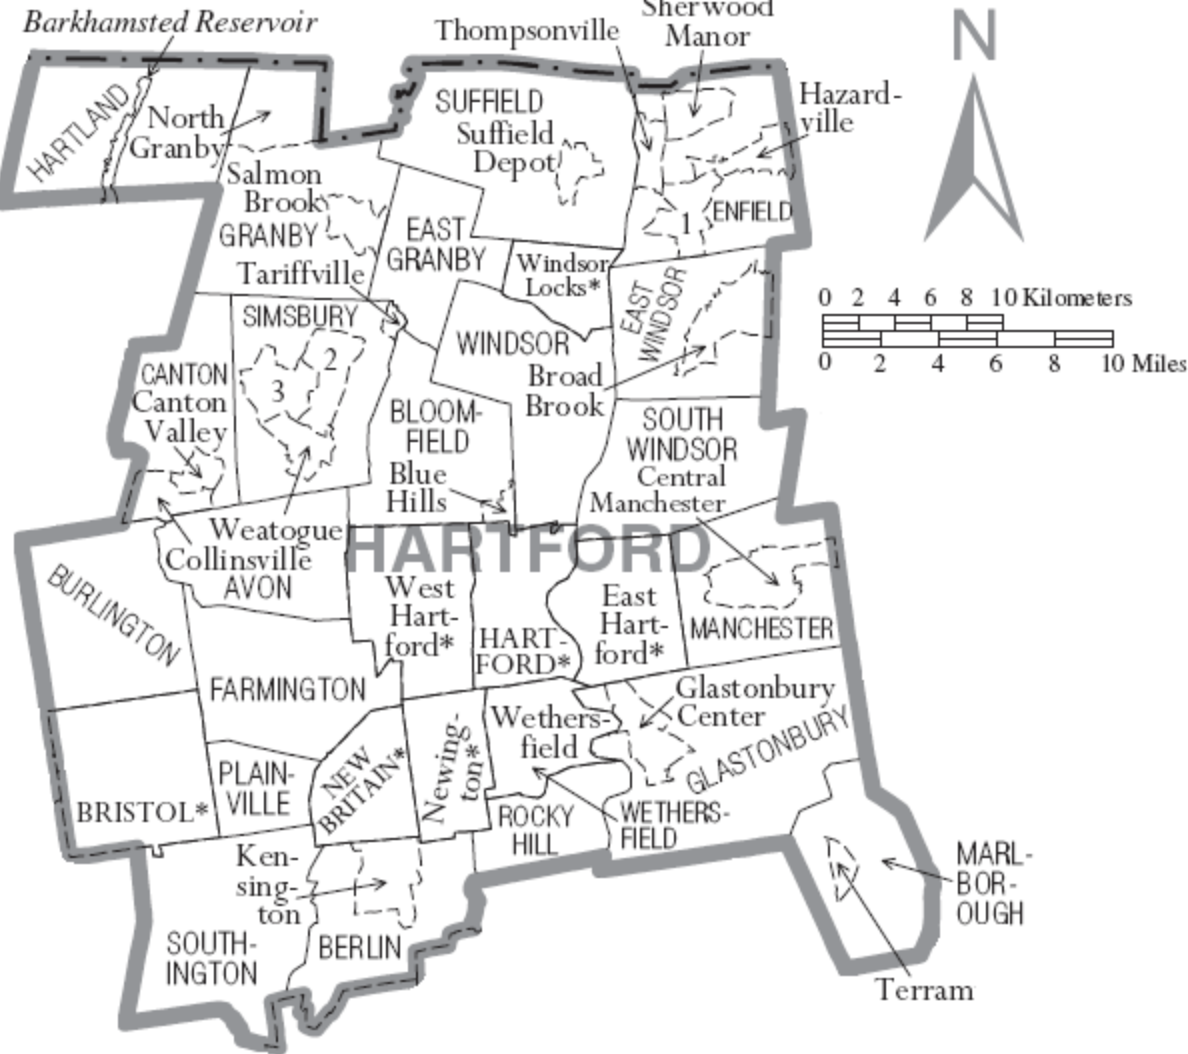 Barkhamsted Reservoir
Thompsonville
Sherwood
Manor
N
HARTLAND
North
Granby
SUFFIELD
Suffield
Depot
Hazard-
ville
Salmon
Brook
GRANBY
EAST
GRANBY
1
ENFIELD
Tariffville
Windsor
Locks*
EAST
WINDSOR
0 2 4 6 8 10 Kilometers
0 2 4 6 8 10 Miles
SIMSBURY
2
3
WINDSOR
Broad
Brook
CANTON
Canton
Valley
BLOOM-
FIELD
Blue
Hills
SOUTH
WINDSOR
Central
Manchester
Weatogue
Collinsville
AVON
HARTFORD
BURLINGTON
West
Hart-
ford*
HART-
FORD*
East
Hart-
ford*
MANCHESTER
FARMINGTON
Glastonbury
Center
GLASTONBURY
Wethers-
field
Newing-
ton*
NEW
BRITAIN*
PLAIN-
VILLE
BRISTOL*
ROCKY
HILL
WETHERS-
FIELD
Ken-
sing-
ton
MARL-
BOR-
OUGH
SOUTH-
INGTON
BERLIN
Terram